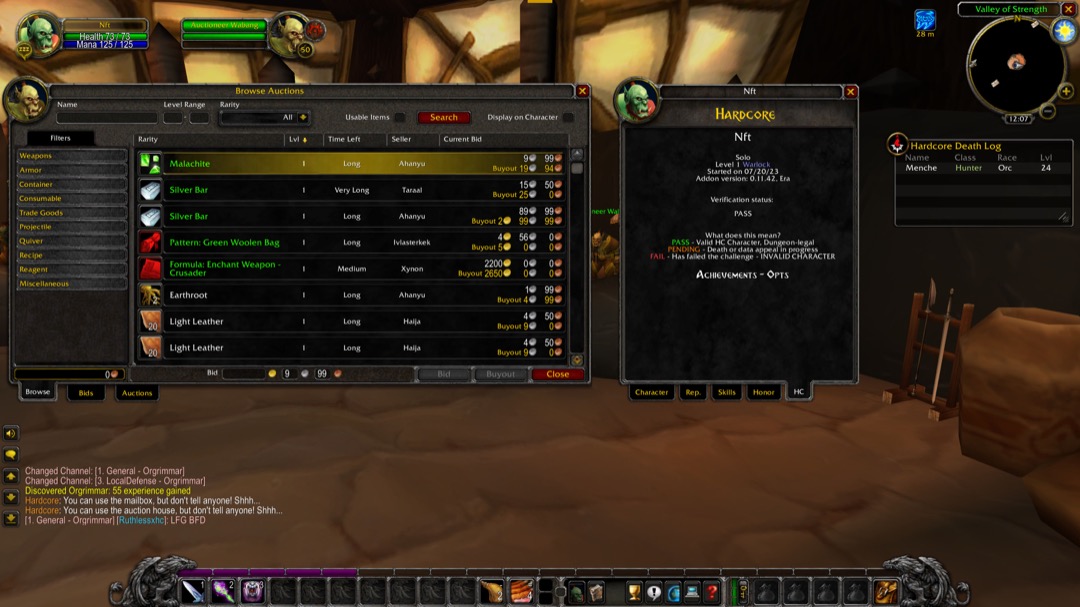 Nft
Health 73 / 73
Mana 125 / 125
Auctioneer Wabang
50
28 m
Valley of Strength
N
12:07
Browse Auctions
Name
Level Range
Rarity
All
Usable Items
Search
Display on Character
Filters
Rarity
Lvl
Time Left
Seller
Current Bid
Weapons
Armor
Container
Consumable
Trade Goods
Projectile
Quiver
Recipe
Reagent
Miscellaneous
Malachite 1 Long Ahanyu 9 99
Buyout 19 94
Silver Bar 1 Very Long Taraal 15 50
Buyout 25 0
Silver Bar 1 Long Ahanyu 89 99
Buyout 2 99 99
Pattern: Green Woolen Bag 1 Long Ivlasterkek 4 56 0
Buyout 5 0 0
Formula: Enchant Weapon - Crusader 1 Medium Xynon 2200 0 0
Buyout 2650 0 0
Earthroot 1 Long Ahanyu 1 99
Buyout 4 99
2
Light Leather 1 Long Haija 4 50
Buyout 9 0
20
Light Leather 1 Long Haija 4 50
Buyout 9 0
20
0
Bid 9 99
Bid
Buyout
Close
Browse
Bids
Auctions
Nft
Hardcore
Nft
Solo
Level 1 Warlock
Started on 07/20/23
Addon version: 0.11.42. Era
Verification status:
PASS
What does this mean?
PASS - Valid HC Character, Dungeon-legal
PENDING - Death or data appeal in progress
FAIL - Has failed the challenge - INVALID CHARACTER
Achievements - Opts
Character
Rep.
Skills
Honor
HC
Hardcore Death Log
Name Class Race Lvl
Menche Hunter Orc 24
Changed Channel: [1. General - Orgrimmar]
Changed Channel: [3. LocalDefense - Orgrimmar]
Discovered Orgrimmar: 55 experience gained
Hardcore: You can use the mailbox, but don't tell anyone! Shhh...
Hardcore: You can use the auction house, but don't tell anyone! Shhh...
[1. General - Orgrimmar] [Ruthlessxhc]: LFG BFD
1
2
3
4